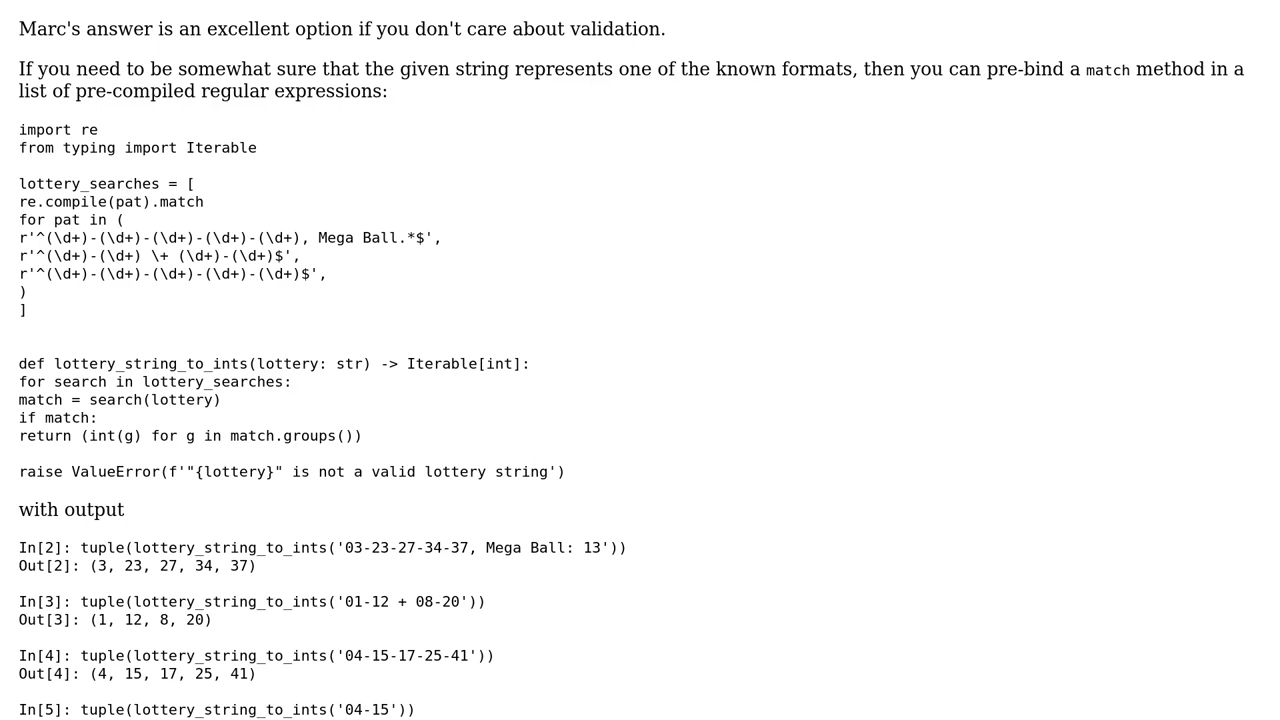 Marc's answer is an excellent option if you don't care about validation.
If you need to be somewhat sure that the given string represents one of the known formats, then you can pre-bind a match method in a
list of pre-compiled regular expressions:
import re
from typing import Iterable
lottery_searches = [
re.compile(pat).match
for pat in (
r'^(\d+)-(\d+)-(\d+)-(\d+)-(\d+), Mega Ball.*$',
r'^(\d+)-(\d+) \+ (\d+)-(\d+)$',
r'^(\d+)-(\d+)-(\d+)-(\d+)-(\d+)$',
)
]
def lottery_string_to_ints(lottery: str) -> Iterable[int]:
for search in lottery_searches:
match = search(lottery)
if match:
return (int(g) for g in match.groups())
raise ValueError(f'"{lottery}" is not a valid lottery string')
with output
In[2]: tuple(lottery_string_to_ints('03-23-27-34-37, Mega Ball: 13'))
Out[2]: (3, 23, 27, 34, 37)
In[3]: tuple(lottery_string_to_ints('01-12 + 08-20'))
Out[3]: (1, 12, 8, 20)
In[4]: tuple(lottery_string_to_ints('04-15-17-25-41'))
Out[4]: (4, 15, 17, 25, 41)
In[5]: tuple(lottery_string_to_ints('04-15'))